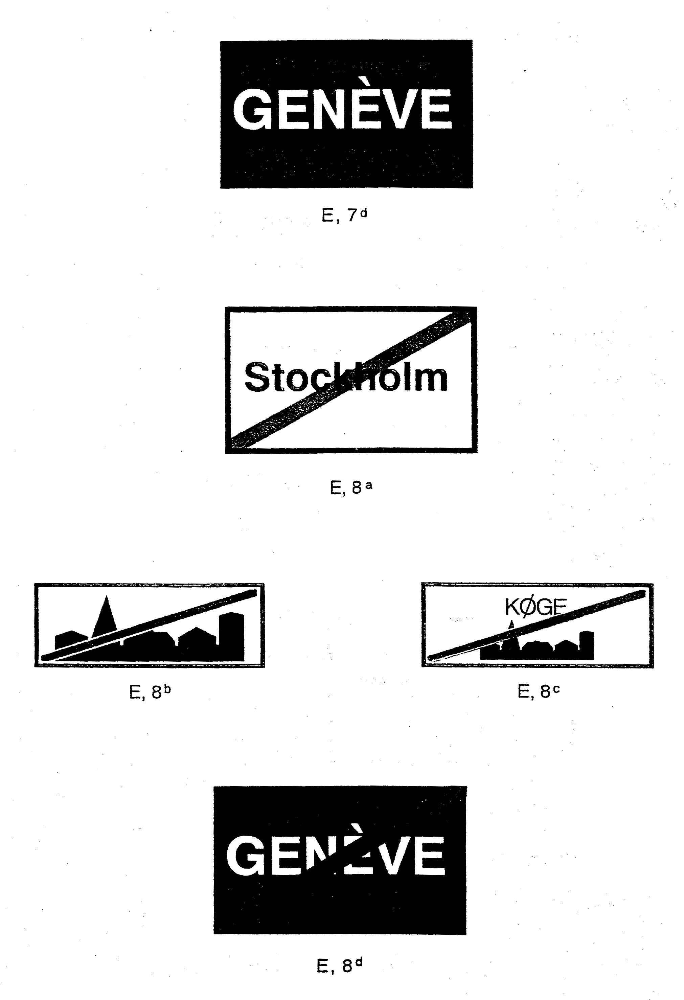 GENÈVE
E, 7d
Stockholm
E, 8a
KØGE
E, 8b
E, 8c
GENÈVE
E, 8d